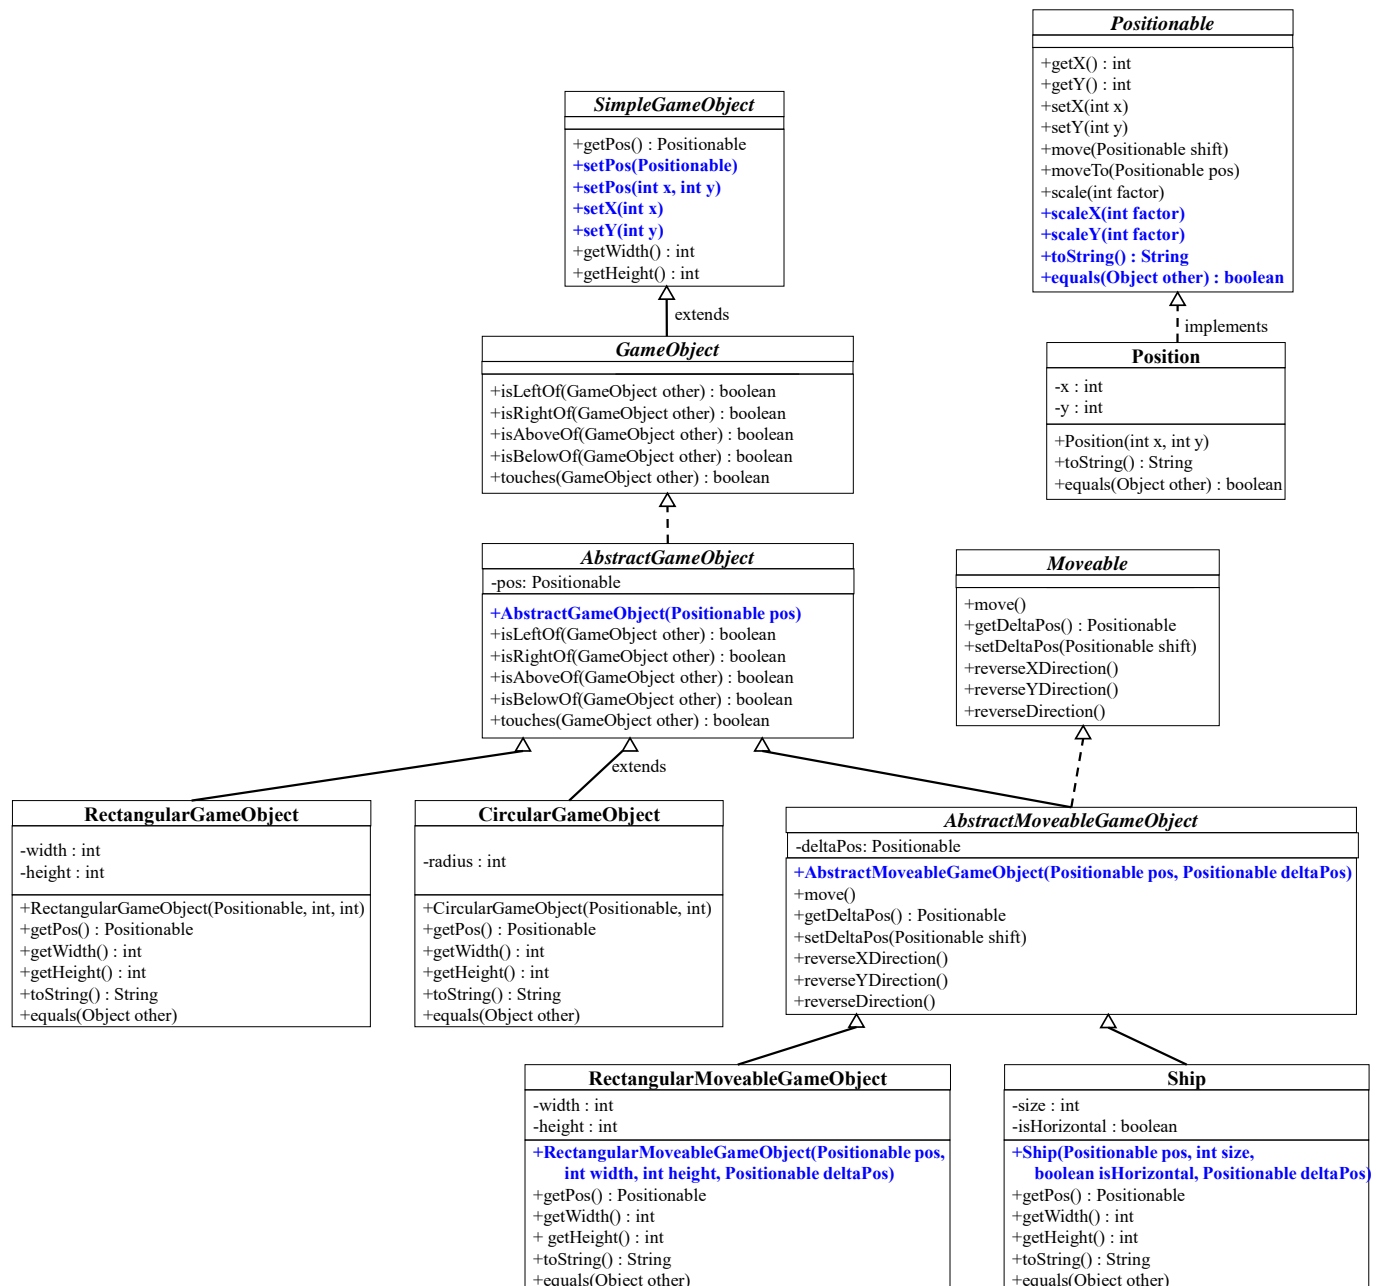 Positionable
+getX() : int
+getY() : int
+setX(int x)
+setY(int y)
+move(Positionable shift)
+moveTo(Positionable pos)
+scale(int factor)
+scaleX(int factor)
+scaleY(int factor)
+toString() : String
+equals(Object other) : boolean
SimpleGameObject
+getPos() : Positionable
+setPos(Positionable)
+setPos(int x, int y)
+setX(int x)
+setY(int y)
+getWidth() : int
+getHeight() : int
extends
implements
GameObject
+isLeftOf(GameObject other) : boolean
+isRightOf(GameObject other) : boolean
+isAboveOf(GameObject other) : boolean
+isBelowOf(GameObject other) : boolean
+touches(GameObject other) : boolean
Position
-x : int
-y : int
+Position(int x, int y)
+toString() : String
+equals(Object other) : boolean
AbstractGameObject
-pos: Positionable
+AbstractGameObject(Positionable pos)
+isLeftOf(GameObject other) : boolean
+isRightOf(GameObject other) : boolean
+isAboveOf(GameObject other) : boolean
+isBelowOf(GameObject other) : boolean
+touches(GameObject other) : boolean
Moveable
+move()
+getDeltaPos() : Positionable
+setDeltaPos(Positionable shift)
+reverseXDirection()
+reverseYDirection()
+reverseDirection()
extends
RectangularGameObject
-width : int
-height : int
+RectangularGameObject(Positionable, int, int)
+getPos() : Positionable
+getWidth() : int
+getHeight() : int
+toString() : String
+equals(Object other)
CircularGameObject
-radius : int
+CircularGameObject(Positionable, int)
+getPos() : Positionable
+getWidth() : int
+getHeight() : int
+toString() : String
+equals(Object other)
AbstractMoveableGameObject
-deltaPos: Positionable
+AbstractMoveableGameObject(Positionable pos, Positionable deltaPos)
+move()
+getDeltaPos() : Positionable
+setDeltaPos(Positionable shift)
+reverseXDirection()
+reverseYDirection()
+reverseDirection()
RectangularMoveableGameObject
-width : int
-height : int
+RectangularMoveableGameObject(Positionable pos,
int width, int height, Positionable deltaPos)
+getPos() : Positionable
+getWidth() : int
+ getHeight() : int
+toString() : String
+equals(Object other)
Ship
-size : int
-isHorizontal : boolean
+Ship(Positionable pos, int size,
boolean isHorizontal, Positionable deltaPos)
+getPos() : Positionable
+getWidth() : int
+getHeight() : int
+toString() : String
+equals(Object other)